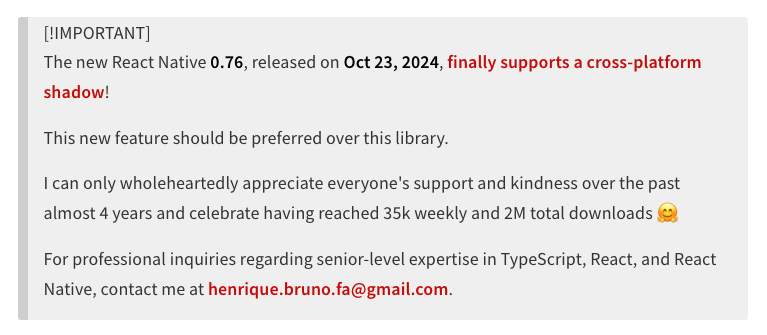 [!IMPORTANT]
The new React Native 0.76, released on Oct 23, 2024, finally supports a cross-platform
shadow!
This new feature should be preferred over this library.
I can only wholeheartedly appreciate everyone's support and kindness over the past
almost 4 years and celebrate having reached 35k weekly and 2M total downloads 🤗
For professional inquiries regarding senior-level expertise in TypeScript, React, and React
Native, contact me at henrique.bruno.fa@gmail.com.